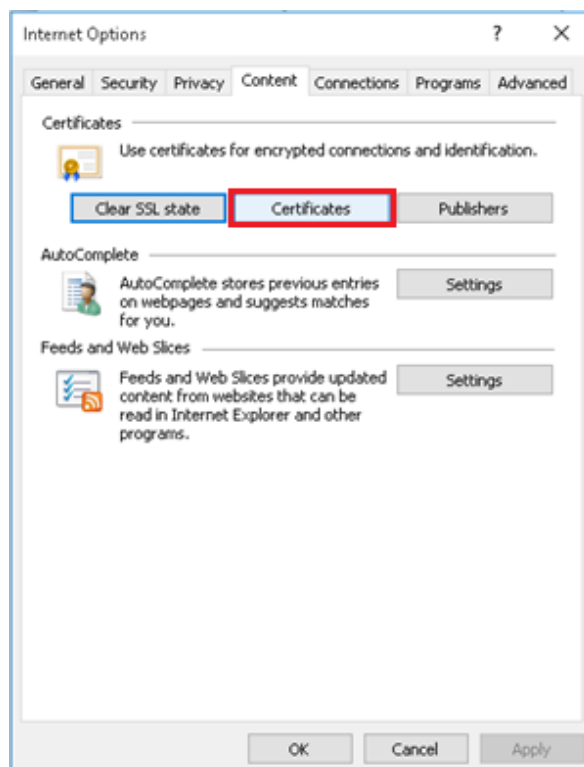 Internet Options
General Security Privacy Content Connections Programs Advanced
Certificates
Use certificates for encrypted connections and identification.
Clear SSL state Certificates Publishers
AutoComplete
AutoComplete stores previous entries
on webpages and suggests matches
for you.
Settings
Feeds and Web Slices
Feeds and Web Slices provide updated
content from websites that can be
read in Internet Explorer and other
programs.
Settings
OK Cancel Apply